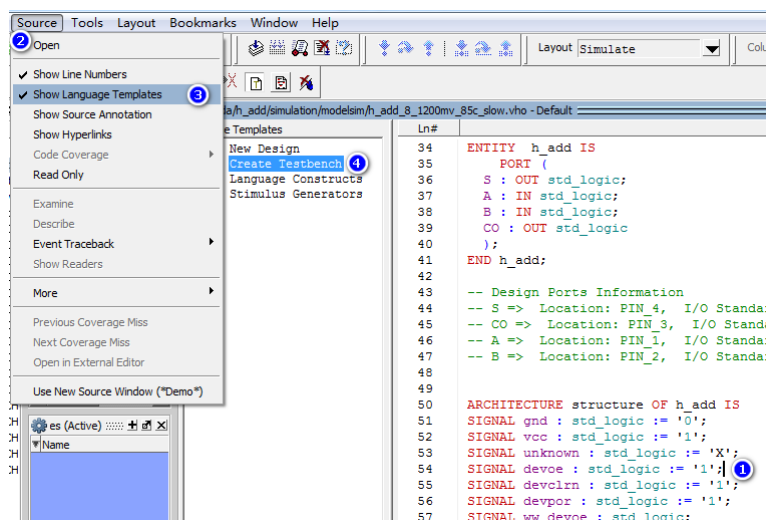 Source Tools Layout Bookmarks Window Help
2 Open
Layout Simulate
Show Line Numbers
Show Language Templates 3
Show Source Annotation
Show Hyperlinks
Code Coverage
Read Only
Examine
Describe
Event Traceback
Show Readers
More
Previous Coverage Miss
Next Coverage Miss
Open in External Editor
Use New Source Window ("Demo")
da/h_add/simulation/modelsim/h_add_8_1200mv_85c_slow.vho - Default
e Templates
New Design
Create Testbench 4
Language Constructs
Stimulus Generators
Ln#
34 ENTITY h_add IS
35 PORT (
36 S : OUT std_logic;
37 A : IN std_logic;
38 B : IN std_logic;
39 CO : OUT std_logic
40 );
41 END h_add;
42
43 -- Design Ports Information
44 -- S => Location: PIN_4, I/O Standa
45 -- CO => Location: PIN_3, I/O Standa
46 -- A => Location: PIN_1, I/O Standa
47 -- B => Location: PIN_2, I/O Standa
48
49
50 ARCHITECTURE structure OF h_add IS
51 SIGNAL gnd : std_logic := '0';
52 SIGNAL vcc : std_logic := '1';
53 SIGNAL unknown : std_logic := 'X';
54 SIGNAL devoe : std_logic := '1'; 1
55 SIGNAL devclrn : std_logic := '1';
56 SIGNAL devpor : std_logic := '1';
57 SIGNAL ww_devoe : std_logic;
es (Active)
Name